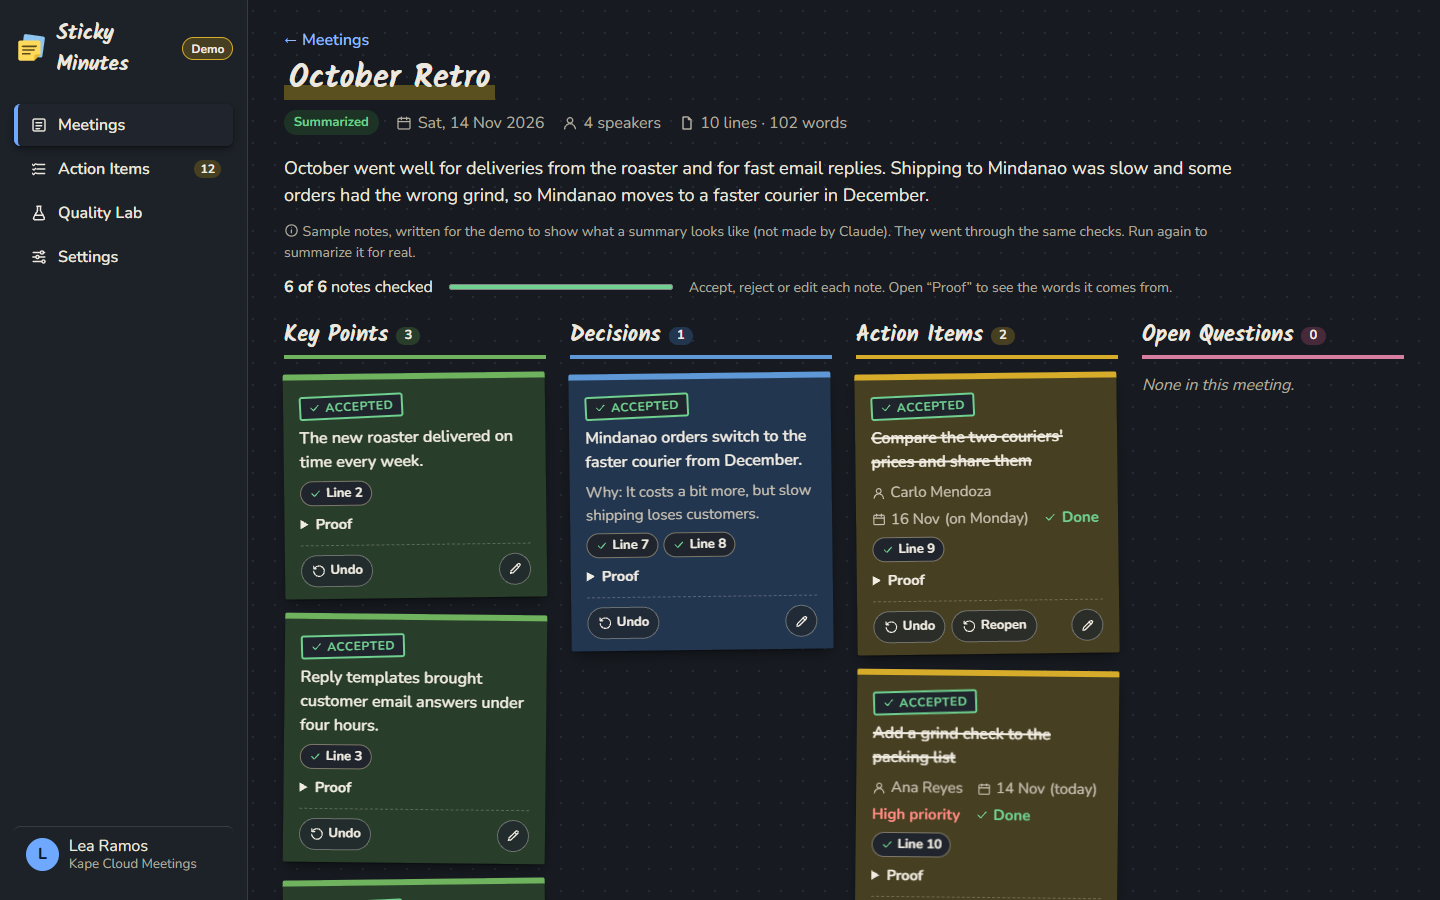 Sticky
Minutes
Demo
Meetings
Action Items
12
Quality Lab
Settings
Lea Ramos
L
Kape Cloud Meetings
← Meetings
October Retro
Summarized
Sat, 14 Nov 2026
4 speakers
10 lines · 102 words
October went well for deliveries from the roaster and for fast email replies. Shipping to Mindanao was slow and some
orders had the wrong grind, so Mindanao moves to a faster courier in December.
Sample notes, written for the demo to show what a summary looks like (not made by Claude). They went through the same checks. Run again to
summarize it for real.
6 of 6 notes checked
Accept, reject or edit each note. Open “Proof” to see the words it comes from.
Key Points 3
ACCEPTED
The new roaster delivered on
time every week.
Line 2
Proof
Undo
ACCEPTED
Reply templates brought
customer email answers under
four hours.
Line 3
Proof
Undo
Decisions 1
ACCEPTED
Mindanao orders switch to the
faster courier from December.
Why: It costs a bit more, but slow
shipping loses customers.
Line 7 Line 8
Proof
Undo
Action Items 2
ACCEPTED
Compare the two couriers'
prices and share them
Carlo Mendoza
16 Nov (on Monday) Done
Line 9
Proof
Undo Reopen
ACCEPTED
Add a grind check to the
packing list
Ana Reyes 14 Nov (today)
High priority Done
Line 10
Proof
Open Questions 0
None in this meeting.